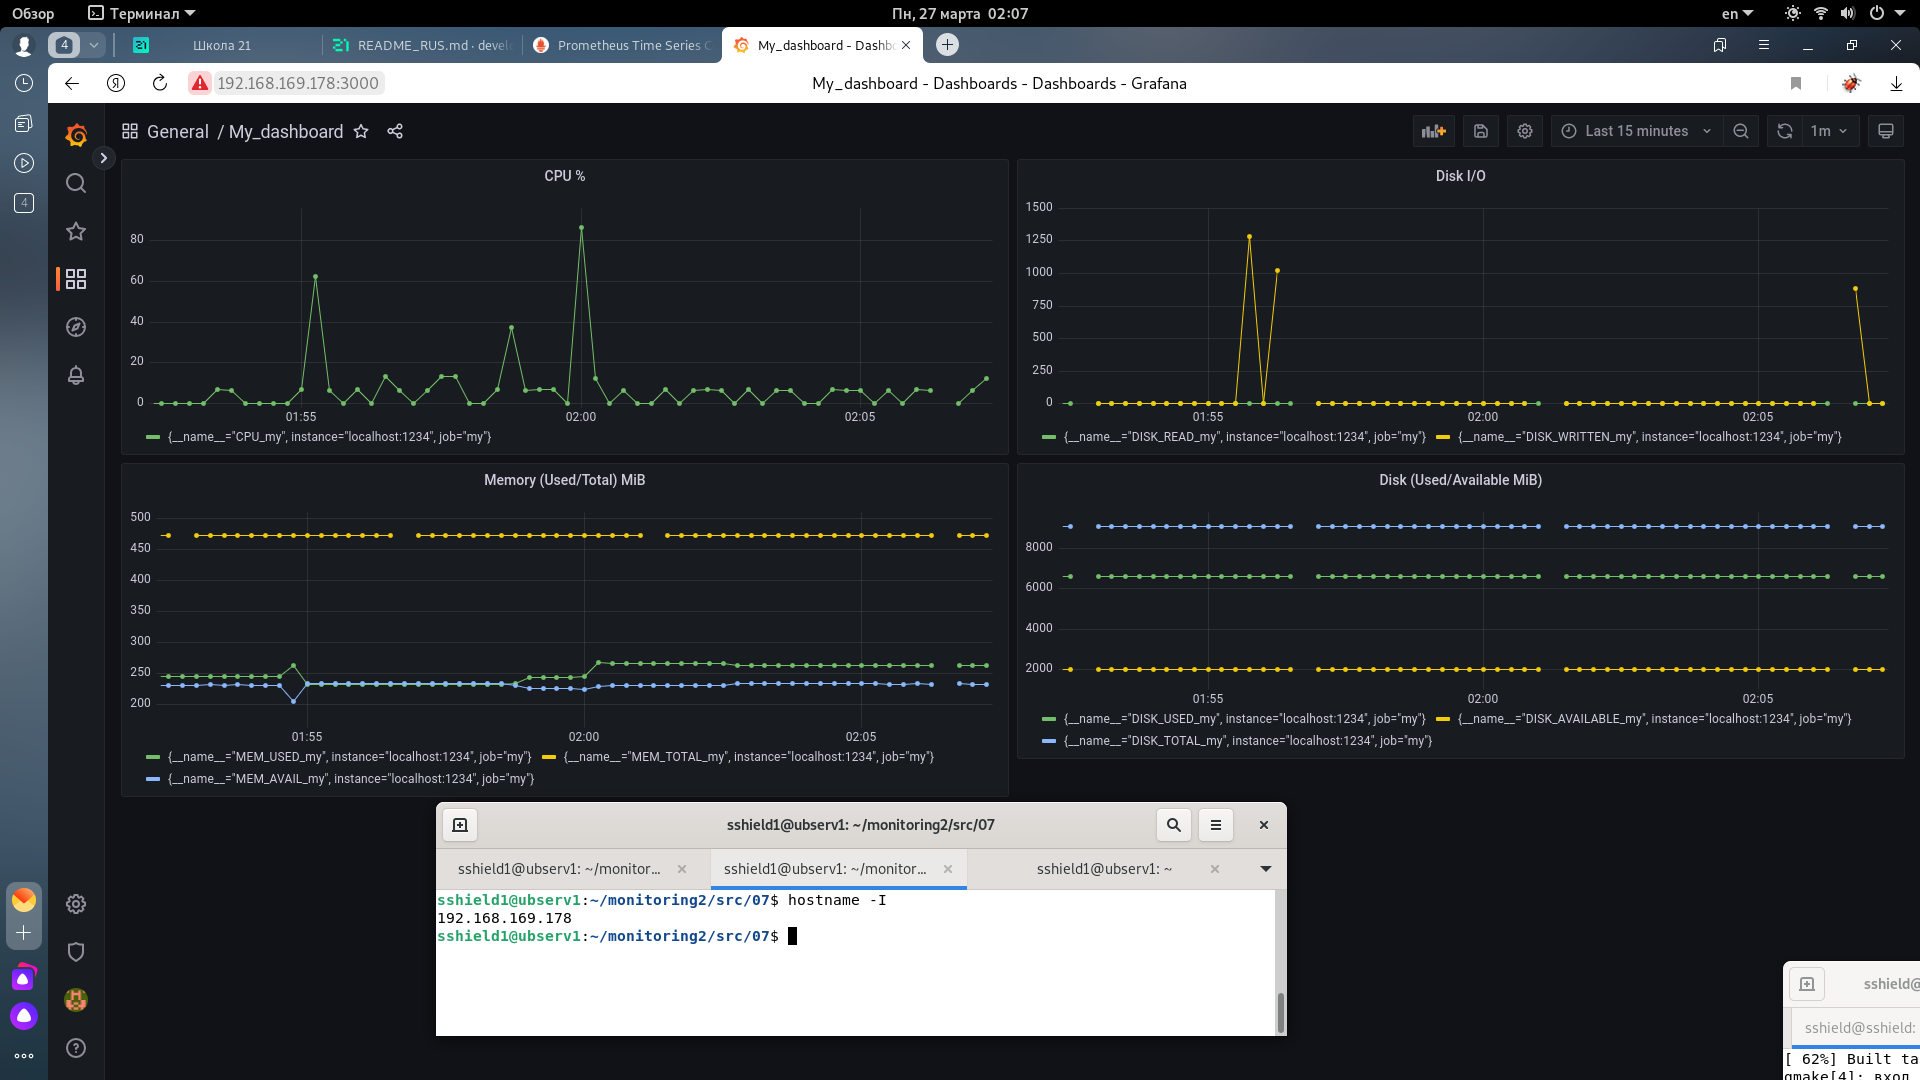 Обзор
Терминал
Пн, 27 марта 02:07
en
4
Школа 21
README_RUS.md · deve
Prometheus Time Series C
My_dashboard - Dashb
192.168.169.178:3000
My_dashboard - Dashboards - Dashboards - Grafana
4
General / My_dashboard
Last 15 minutes
1m
CPU %
80
60
40
20
0
01:55
02:00
02:05
{__name__="CPU_my", instance="localhost:1234", job="my"}
Disk I/O
1500
1250
1000
750
500
250
0
01:55
02:00
02:05
{__name__="DISK_READ_my", instance="localhost:1234", job="my"}
{__name__="DISK_WRITTEN_my", instance="localhost:1234", job="my"}
Memory (Used/Total) MiB
500
450
400
350
300
250
200
01:55
02:00
02:05
{__name__="MEM_USED_my", instance="localhost:1234", job="my"}
{__name__="MEM_TOTAL_my", instance="localhost:1234", job="my"}
{__name__="MEM_AVAIL_my", instance="localhost:1234", job="my"}
Disk (Used/Available MiB)
8000
6000
4000
2000
01:55
02:00
02:05
{__name__="DISK_USED_my", instance="localhost:1234", job="my"}
{__name__="DISK_AVAILABLE_my", instance="localhost:1234", job="my"}
{__name__="DISK_TOTAL_my", instance="localhost:1234", job="my"}
sshield1@ubserv1: ~/monitoring2/src/07
sshield1@ubserv1: ~/monitor...
sshield1@ubserv1: ~/monitor...
sshield1@ubserv1: ~
sshield1@ubserv1:~/monitoring2/src/07$ hostname -I
192.168.169.178
sshield1@ubserv1:~/monitoring2/src/07$
sshield@
sshield@sshield:
[ 62%] Built ta
gmake[4]: вход